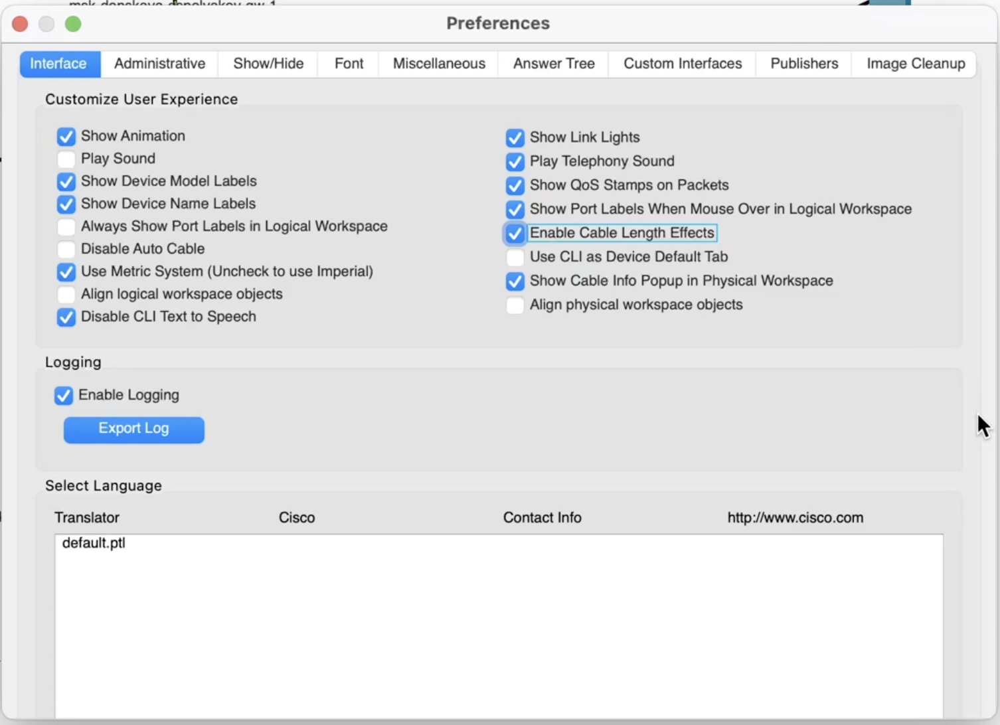 Preferences
Interface
Administrative
Show/Hide
Font
Miscellaneous
Answer Tree
Custom Interfaces
Publishers
Image Cleanup
Customize User Experience
Show Animation
Play Sound
Show Device Model Labels
Show Device Name Labels
Always Show Port Labels in Logical Workspace
Disable Auto Cable
Use Metric System (Uncheck to use Imperial)
Align logical workspace objects
Disable CLI Text to Speech
Show Link Lights
Play Telephony Sound
Show QoS Stamps on Packets
Show Port Labels When Mouse Over in Logical Workspace
Enable Cable Length Effects
Use CLI as Device Default Tab
Show Cable Info Popup in Physical Workspace
Align physical workspace objects
Logging
Enable Logging
Export Log
Select Language
Translator
Cisco
Contact Info
http://www.cisco.com
default.ptl